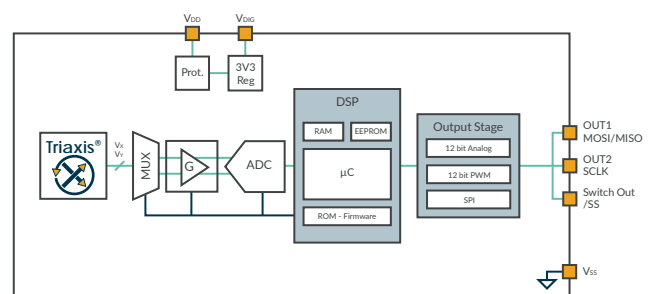 VDD
VDIG
Prot.
3V3
Reg
Triaxis®
VX
VY
MUX
G
ADC
DSP
RAM
EEPROM
µC
ROM - Firmware
Output Stage
12 bit Analog
12 bit PWM
SPI
OUT1
MOSI/MISO
OUT2
SCLK
Switch Out
/SS
VSS